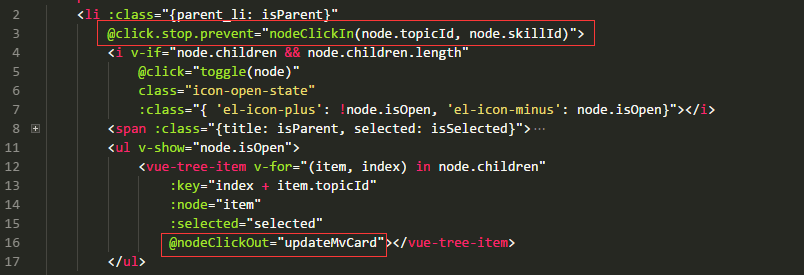 2 <li :class="{parent_li: isParent}"
3 @click.stop.prevent="nodeClickIn(node.topicId, node.skillId)">
4 <i v-if="node.children && node.children.length"
5 @click="toggle(node)"
6 class="icon-open-state"
7 :class="{ 'el-icon-plus': !node.isOpen, 'el-icon-minus': node.isOpen}"></i>
8 <span :class="{title: isParent, selected: isSelected}">⋯
11 <ul v-show="node.isOpen">
12 <vue-tree-item v-for="(item, index) in node.children"
13 :key="index + item.topicId"
14 :node="item"
15 :selected="selected"
16 @nodeClickOut="updateMvCard"></vue-tree-item>
17 </ul>